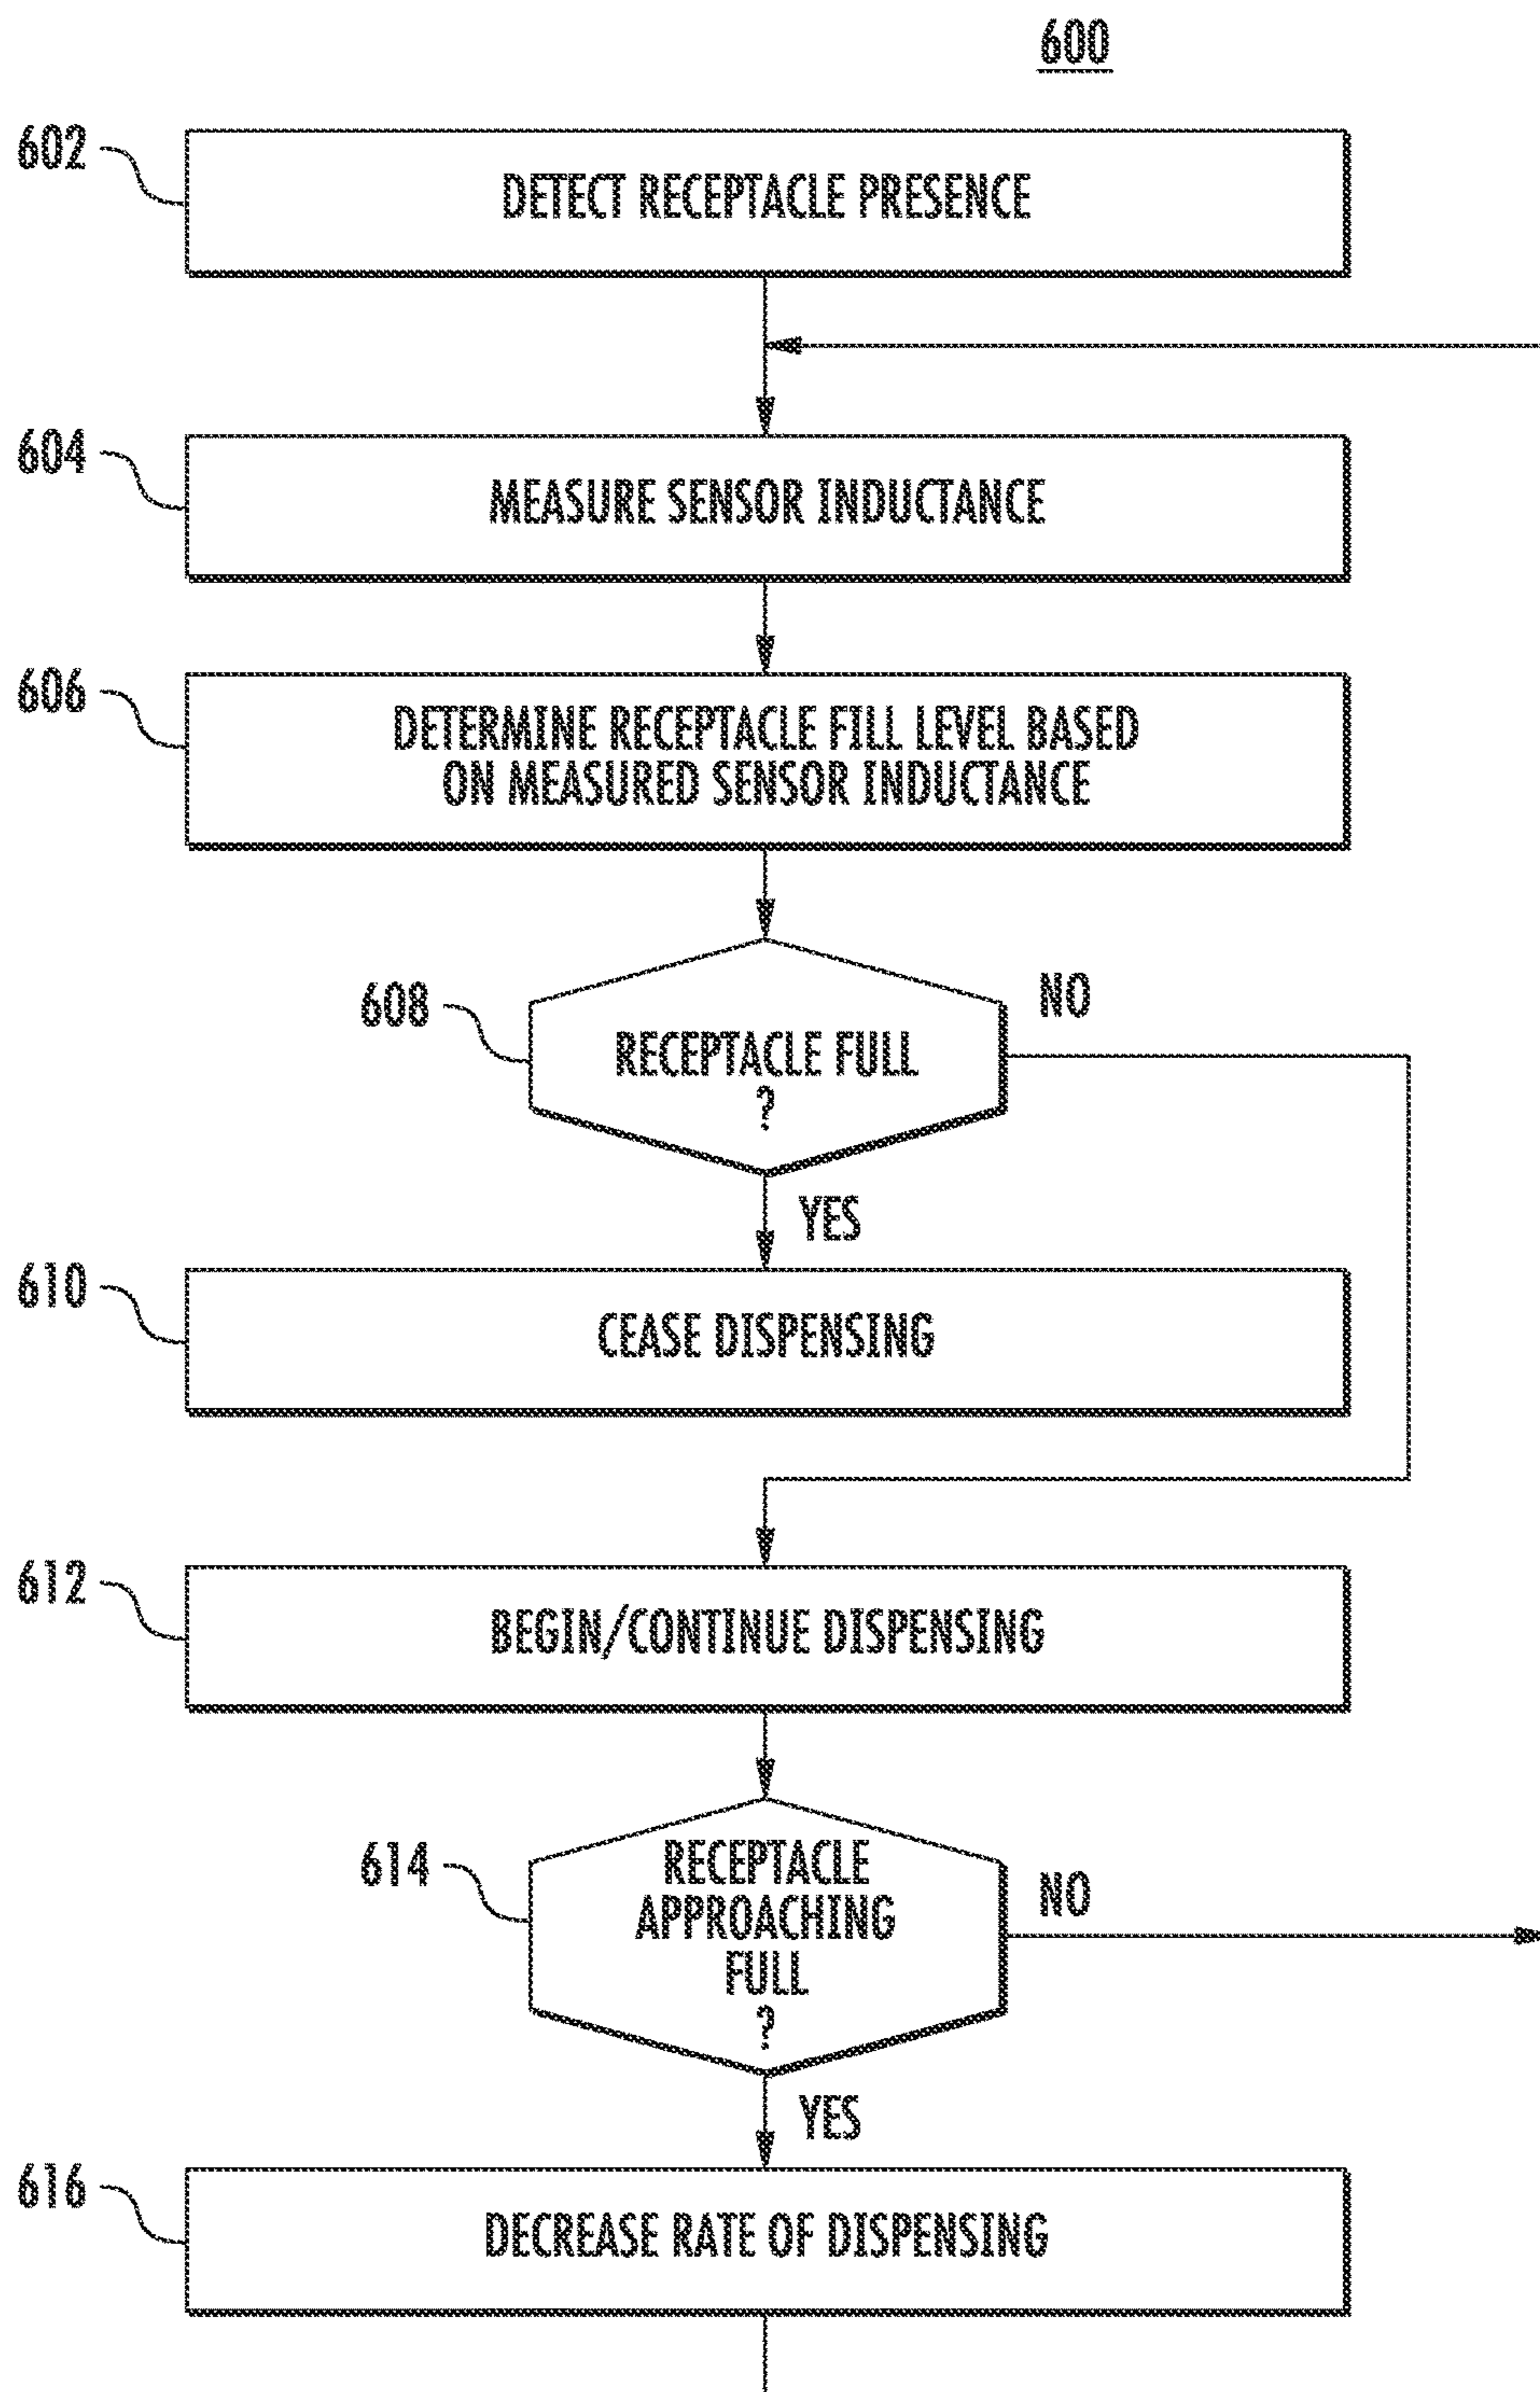 600
602
DETECT RECEPTACLE PRESENCE
604
MEASURE SENSOR INDUCTANCE
606
DETERMINE RECEPTACLE FILL LEVEL BASED
ON MEASURED SENSOR INDUCTANCE
608
RECEPTACLE FULL
?
NO
YES
610
CEASE DISPENSING
612
BEGIN/CONTINUE DISPENSING
614
RECEPTACLE
APPROACHING
FULL
?
NO
YES
616
DECREASE RATE OF DISPENSING